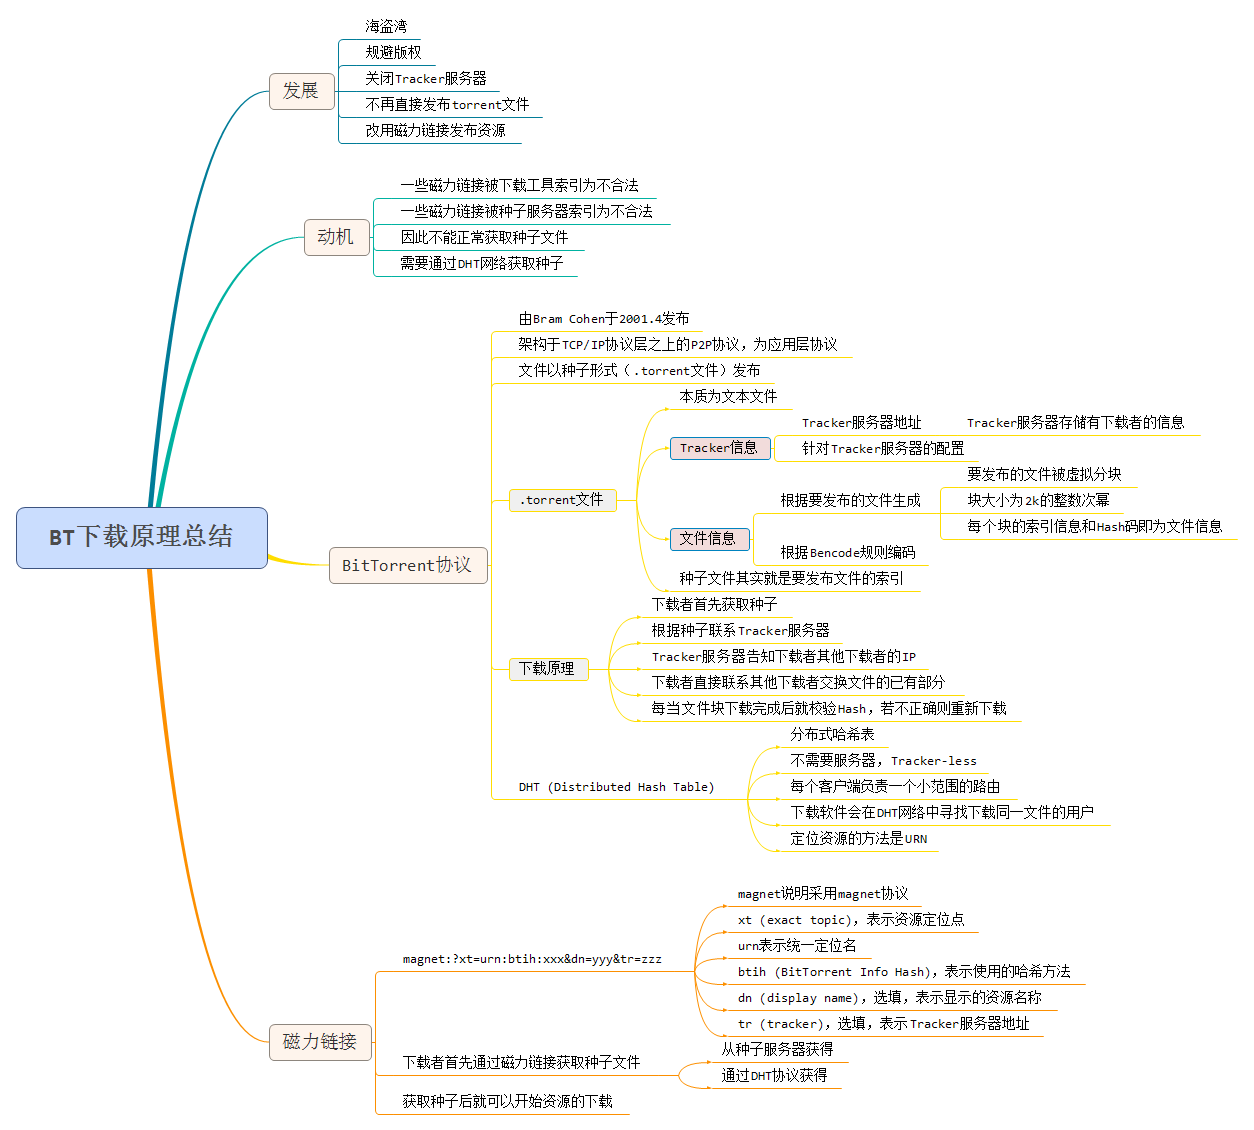 海盗湾
规避版权
关闭Tracker服务器
不再直接发布torrent文件
改用磁力链接发布资源
发展
一些磁力链接被下载工具索引为不合法
一些磁力链接被种子服务器索引为不合法
因此不能正常获取种子文件
需要通过DHT网络获取种子
动机
由Bram Cohen于2001.4发布
架构于TCP/IP协议层之上的P2P协议，为应用层协议
文件以种子形式（.torrent文件）发布
本质为文本文件
Tracker服务器地址
Tracker服务器存储有下载者的信息
Tracker信息
针对Tracker服务器的配置
要发布的文件被虚拟分块
.torrent文件
根据要发布的文件生成
块大小为2k的整数次幂
每个块的索引信息和Hash码即为文件信息
文件信息
根据Bencode规则编码
种子文件其实就是要发布文件的索引
BT下载原理总结
BitTorrent协议
下载者首先获取种子
根据种子联系Tracker服务器
Tracker服务器告知下载者其他下载者的IP
下载原理
下载者直接联系其他下载者交换文件的已有部分
每当文件块下载完成后就校验Hash，若不正确则重新下载
分布式哈希表
不需要服务器，Tracker-less
DHT (Distributed Hash Table)
每个客户端负责一个小范围的路由
下载软件会在DHT网络中寻找下载同一文件的用户
定位资源的方法是URN
magnet说明采用magnet协议
xt (exact topic)，表示资源定位点
urn表示统一定位名
magnet:?xt=urn:btih:xxx&dn=yyy&tr=zzz
btih (BitTorrent Info Hash)，表示使用的哈希方法
dn (display name)，选填，表示显示的资源名称
tr (tracker)，选填，表示Tracker服务器地址
磁力链接
从种子服务器获得
下载者首先通过磁力链接获取种子文件
通过DHT协议获得
获取种子后就可以开始资源的下载